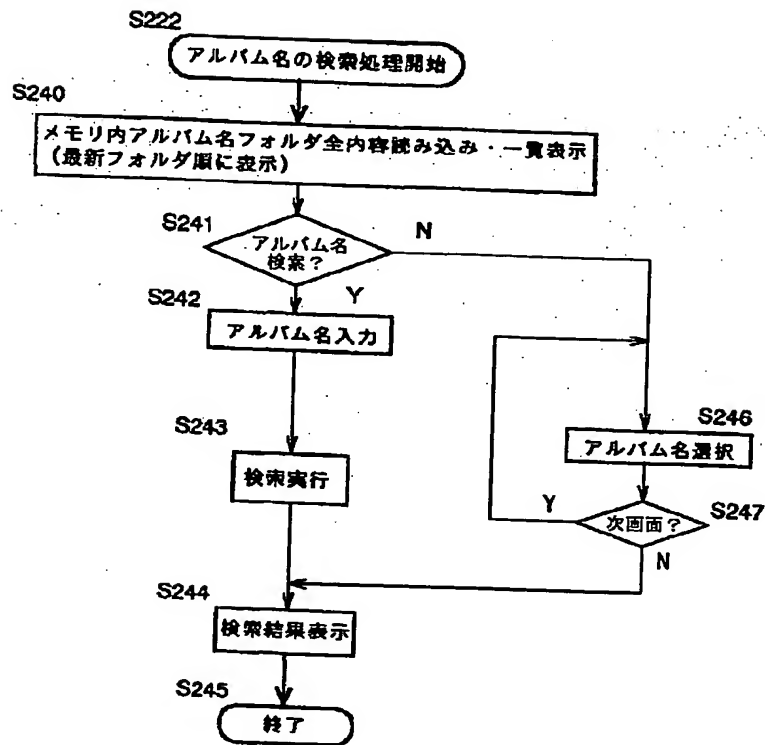 S222
アルバム名の検索処理開始
S240
メモリ内アルバム名フォルダ全内容読み込み・一覧表示
(最新フォルダ順に表示)
S241
アルバム名
検索?
N
Y
S242
アルバム名入力
S243
検索実行
S246
アルバム名選択
S247
次画面?
Y
N
S244
検索結果表示
S245
終了